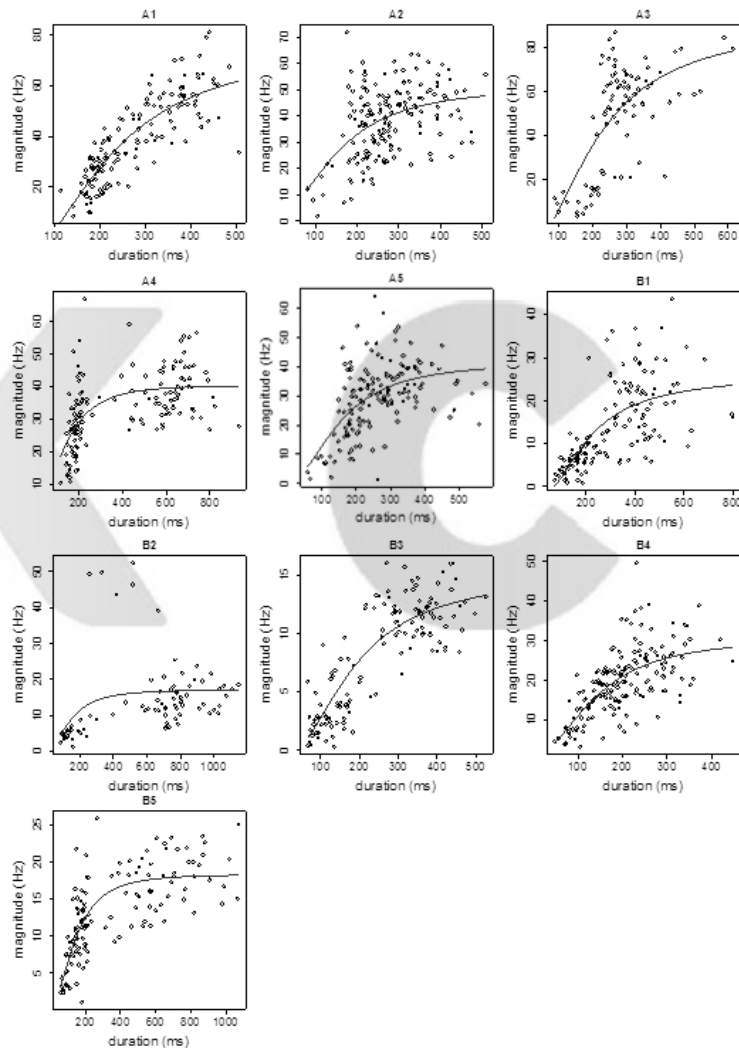 A1 A2 A3
80 60 40 20 magnitude (Hz) 80 70 60 50 40 30 20 10 0 magnitude (Hz) 80 60 40 20 magnitude (Hz)
100 200 300 400 500 100 200 300 400 500 100 200 300 400 500 600
duration (ms) duration (ms) duration (ms)
A4 A5 B1
60 50 40 30 20 10 magnitude (Hz) 60 50 40 30 20 10 0 magnitude (Hz) 40 30 20 10 0 magnitude (Hz)
200 400 600 800 100 200 300 400 500 200 400 600 800
duration (ms) duration (ms) duration (ms)
B2 B3 B4
50 40 30 20 10 0 magnitude (Hz) 15 10 5 0 magnitude (Hz) 50 40 30 20 10 magnitude (Hz)
200 400 600 800 1000 100 200 300 400 500 0 100 200 300 400
duration (ms) duration (ms) duration (ms)
B5
25 20 15 10 5 magnitude (Hz)
200 400 600 800 1000
duration (ms)